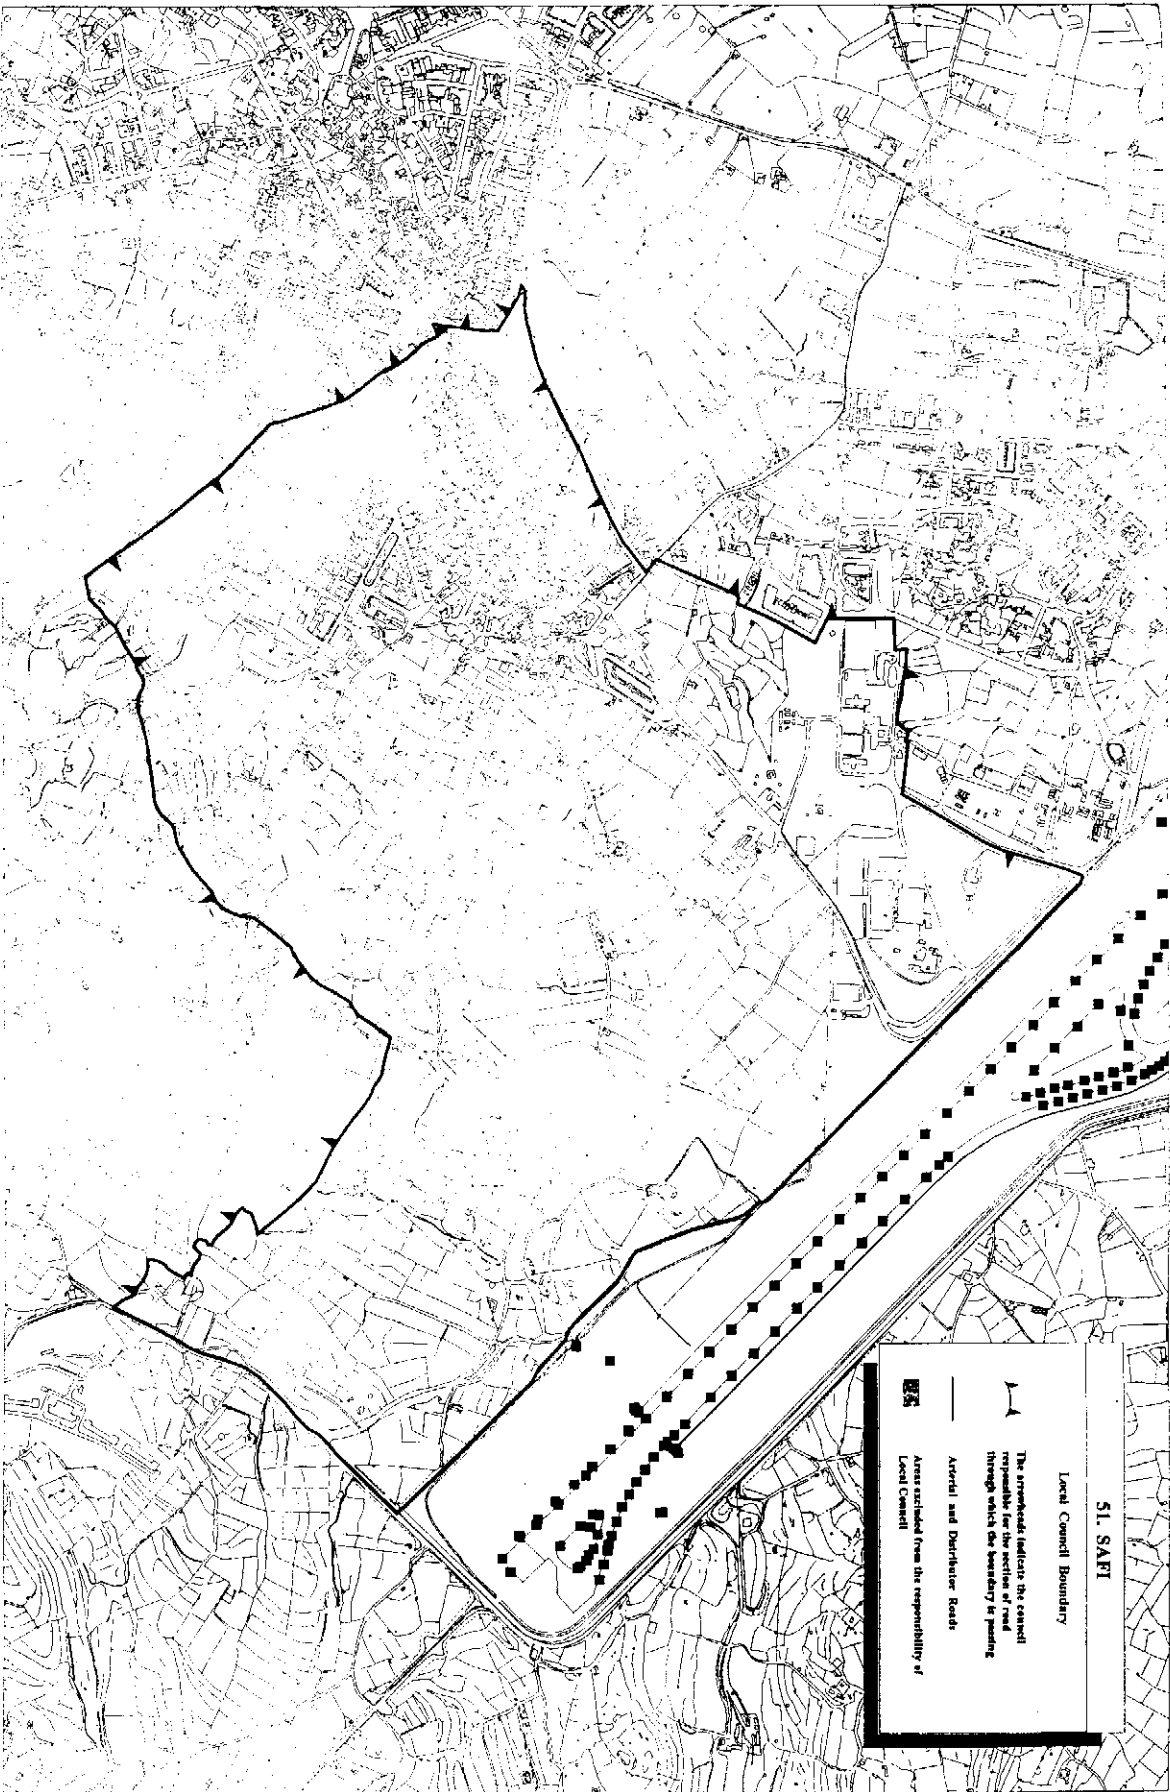 51. SAFI
Local Council Boundary
The arrowheads indicate the council
responsible for the section of road
through which the boundary is passing
Arterial and Distributor Roads
Areas excluded from the responsibility of
Local Council